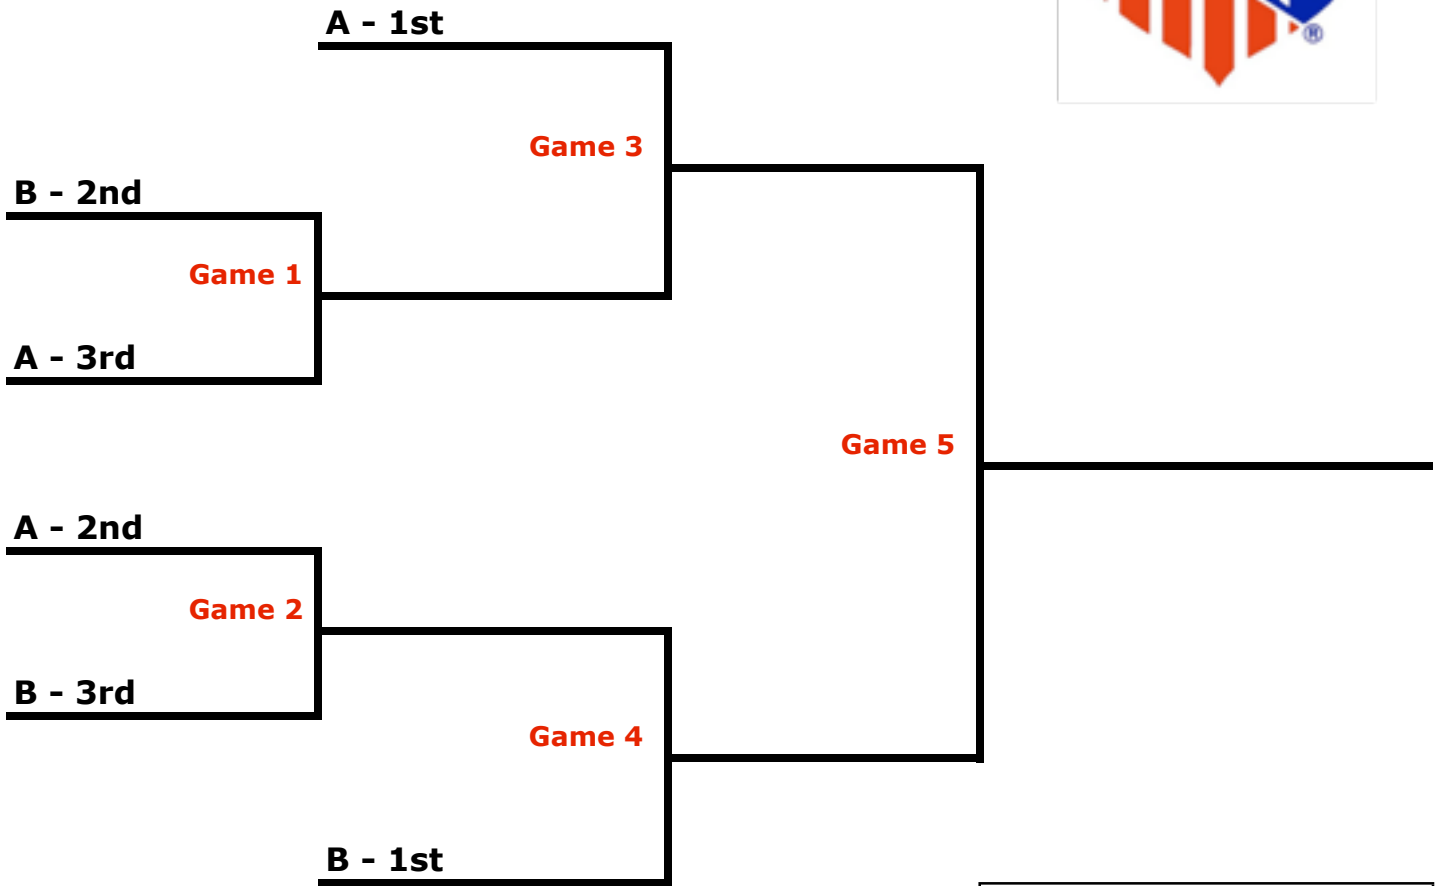 A - 1st
Game 3
B - 2nd
Game 1
A - 3rd
Game 5
A - 2nd
Game 2
B - 3rd
Game 4
B - 1st
®